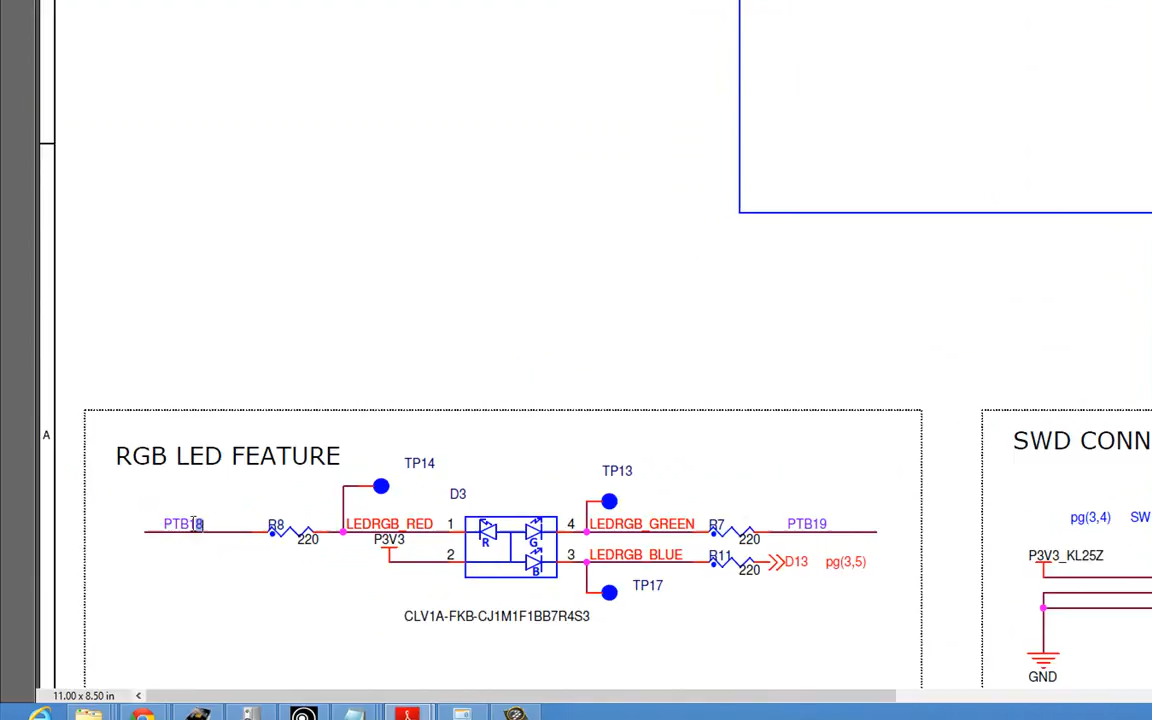 A
RGB LED FEATURE
TP14
TP13
D3
PTB18
R8
220
LEDRGB_RED
1
4
LEDRGB_GREEN
R7
220
PTB19
P3V3
R
G
2
3
LEDRGB_BLUE
R11
220
D13
pg(3,5)
B
TP17
CLV1A-FKB-CJ1M1F1BB7R4S3
SWD CONN
pg(3,4)
SW
P3V3_KL25Z
GND
11.00 x 8.50 in